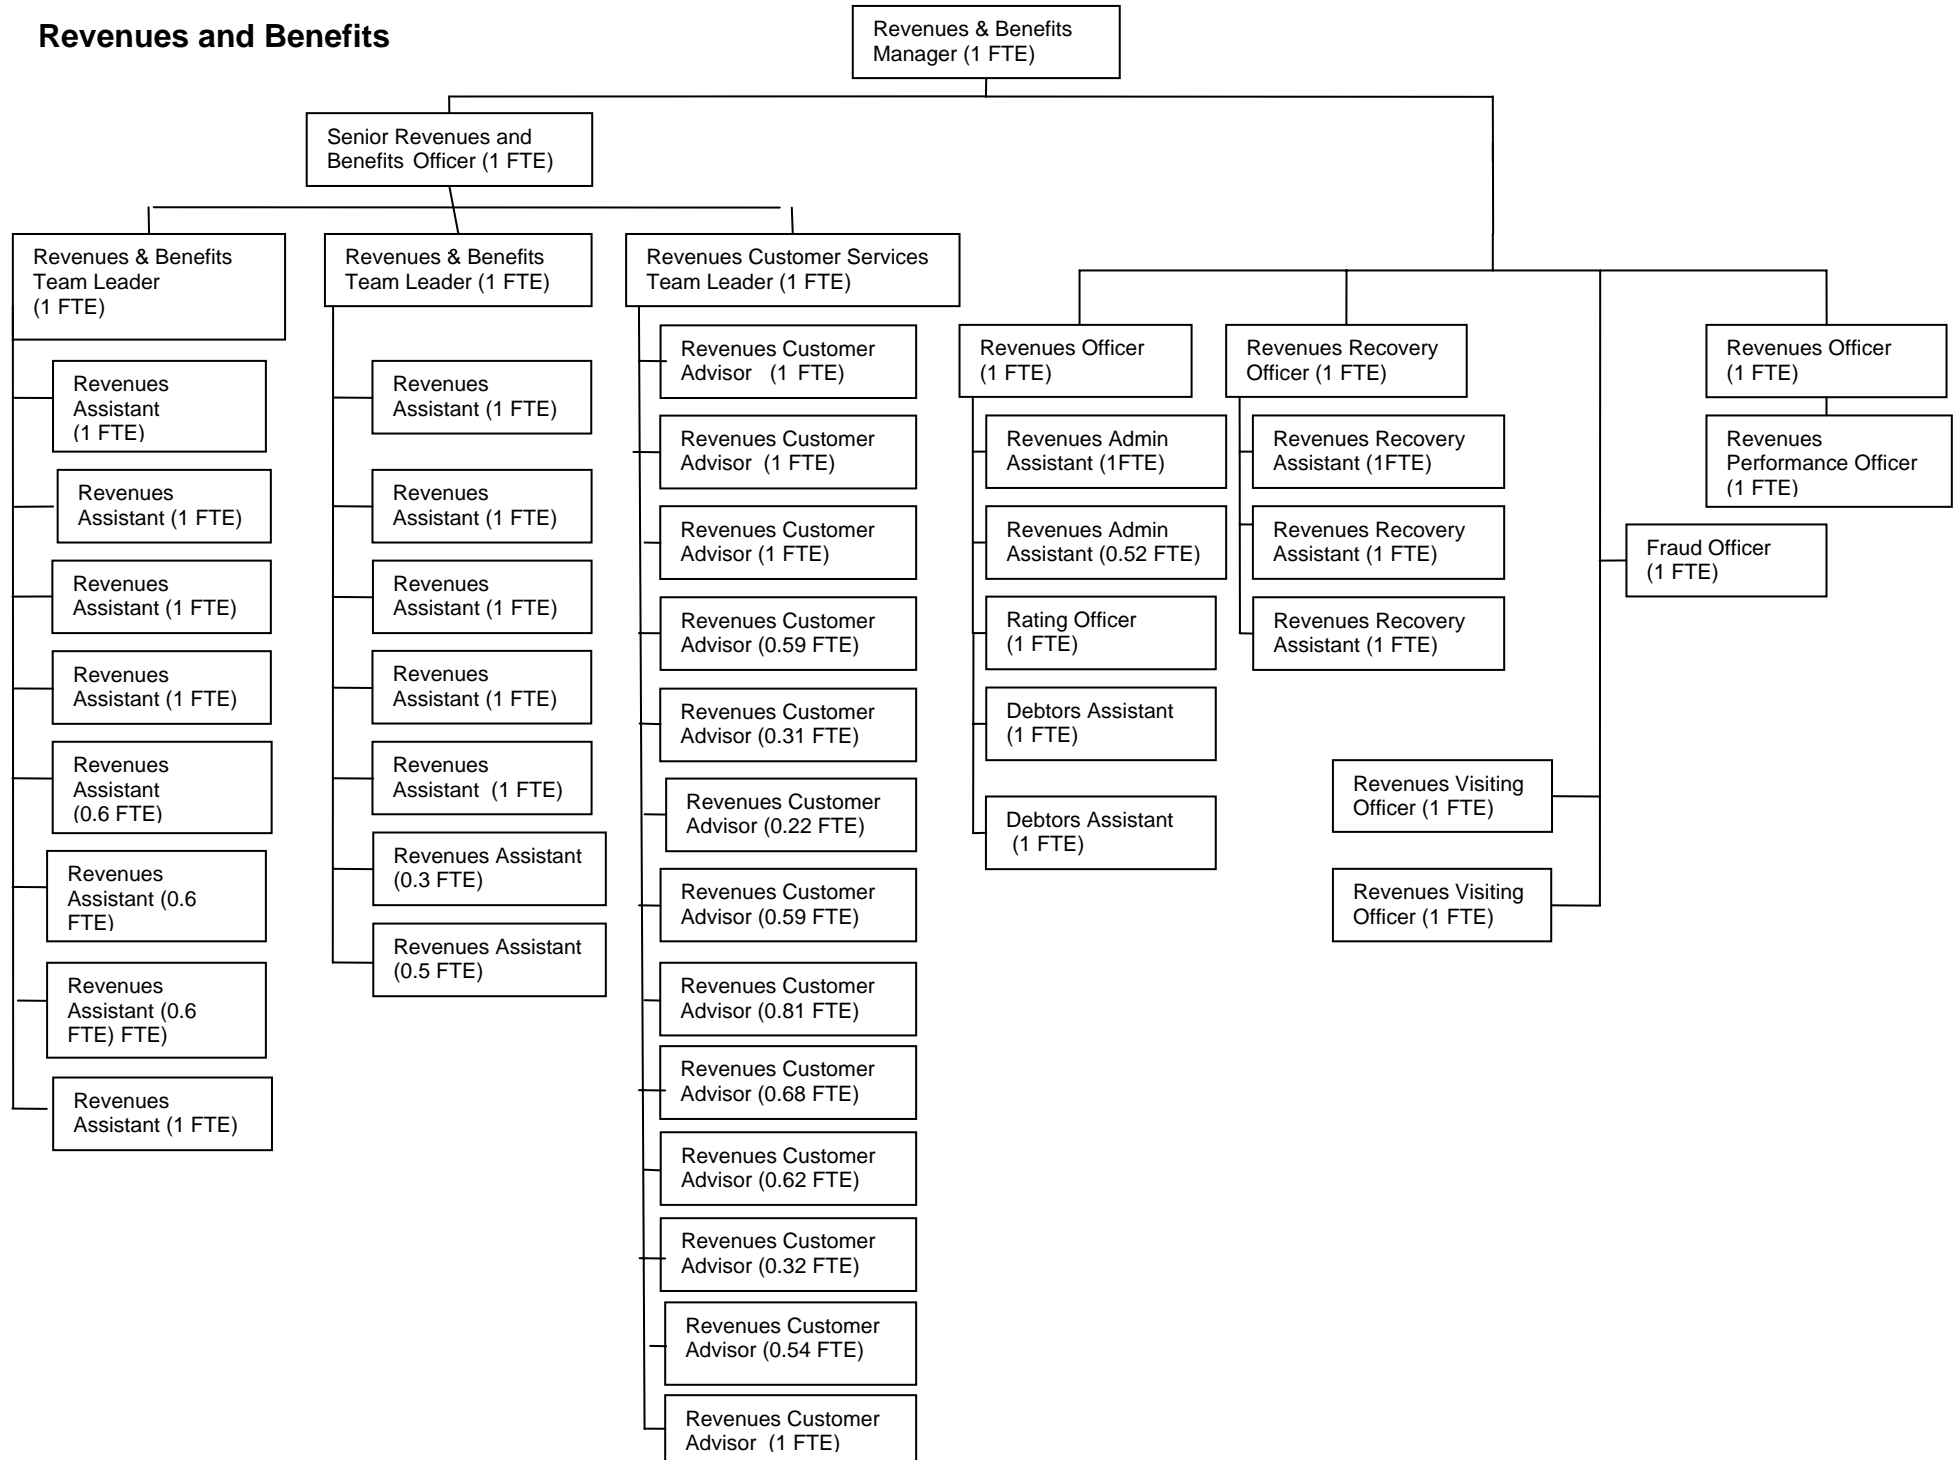 Revenues and Benefits
Revenues & Benefits
Manager (1 FTE)
Senior Revenues and
Benefits Officer (1 FTE)
Revenues & Benefits
Team Leader
(1 FTE)
Revenues
Assistant
(1 FTE)
Revenues
Assistant (1 FTE)
Revenues
Assistant (1 FTE)
Revenues
Assistant (1 FTE)
Revenues
Assistant
(0.6 FTE)
Revenues
Assistant (0.6
FTE)
Revenues
Assistant (0.6
FTE) FTE)
Revenues
Assistant (1 FTE)
Revenues & Benefits
Team Leader (1 FTE)
Revenues
Assistant (1 FTE)
Revenues
Assistant (1 FTE)
Revenues
Assistant (1 FTE)
Revenues
Assistant (1 FTE)
Revenues
Assistant (1 FTE)
Revenues Assistant
(0.3 FTE)
Revenues Assistant
(0.5 FTE)
Revenues Customer Services
Team Leader (1 FTE)
Revenues Customer
Advisor (1 FTE)
Revenues Customer
Advisor (1 FTE)
Revenues Customer
Advisor (1 FTE)
Revenues Customer
Advisor (0.59 FTE)
Revenues Customer
Advisor (0.31 FTE)
Revenues Customer
Advisor (0.22 FTE)
Revenues Customer
Advisor (0.59 FTE)
Revenues Customer
Advisor (0.81 FTE)
Revenues Customer
Advisor (0.68 FTE)
Revenues Customer
Advisor (0.62 FTE)
Revenues Customer
Advisor (0.32 FTE)
Revenues Customer
Advisor (0.54 FTE)
Revenues Customer
Advisor (1 FTE)
Revenues Officer
(1 FTE)
Revenues Admin
Assistant (1FTE)
Revenues Admin
Assistant (0.52 FTE)
Rating Officer
(1 FTE)
Debtors Assistant
(1 FTE)
Debtors Assistant
(1 FTE)
Revenues Recovery
Officer (1 FTE)
Revenues Recovery
Assistant (1FTE)
Revenues Recovery
Assistant (1 FTE)
Revenues Recovery
Assistant (1 FTE)
Revenues Officer
(1 FTE)
Revenues
Performance Officer
(1 FTE)
Fraud Officer
(1 FTE)
Revenues Visiting
Officer (1 FTE)
Revenues Visiting
Officer (1 FTE)